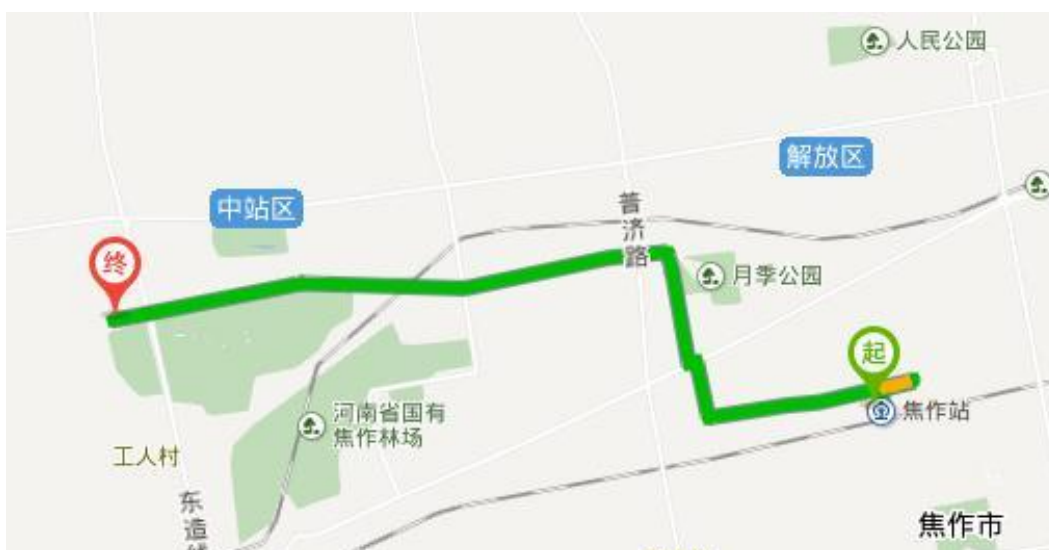 人民公园
解放区
中站区
普济路
终
月季公园
起
焦作站
河南省国有
焦作林场
工人村
东造
焦作市